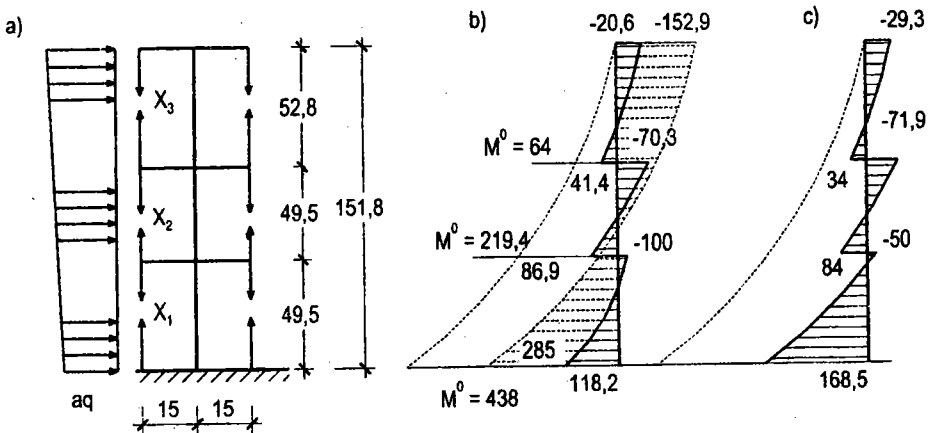 a)
X₃
X₂
X₁
aq
15 15
52,8
49,5
49,5
151,8
b)
-20,6 -152,9
M⁰ = 64
-70,3
41,4
M⁰ = 219,4
-100
86,9
285
118,2
M⁰ = 438
c)
-29,3
-71,9
34
-50
84
168,5